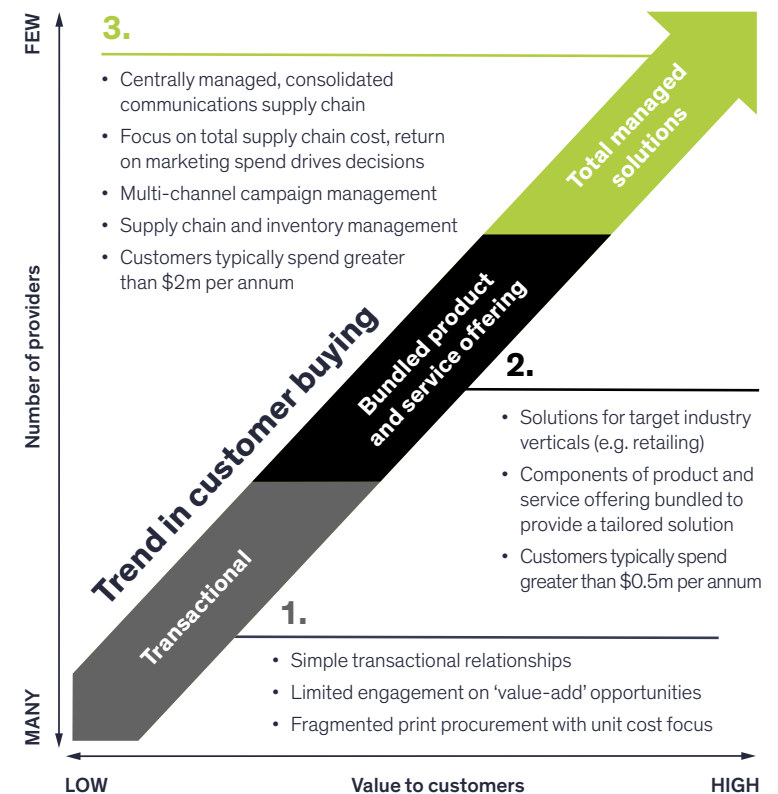 FEW
Number of providers
MANY
3.
• Centrally managed, consolidated
communications supply chain
• Focus on total supply chain cost, return
on marketing spend drives decisions
• Multi-channel campaign management
• Supply chain and inventory management
• Customers typically spend greater
than $2m per annum
Total managed
solutions
Trend in customer buying
Bundled product
and service offering
2.
• Solutions for target industry
verticals (e.g. retailing)
• Components of product and
service offering bundled to
provide a tailored solution
• Customers typically spend
greater than $0.5m per annum
Transactional
1.
• Simple transactional relationships
• Limited engagement on ‘value-add’ opportunities
• Fragmented print procurement with unit cost focus
LOW
Value to customers
HIGH